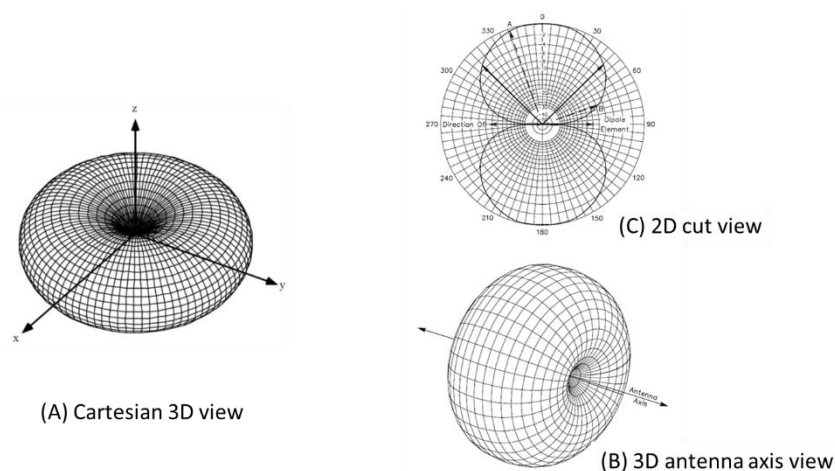 A
0
330
30
300
60
B
270
Direction Of
Dipole
Element
90
240
120
210
150
180
(C) 2D cut view
z
y
x
(A) Cartesian 3D view
Antenna
Axis
(B) 3D antenna axis view